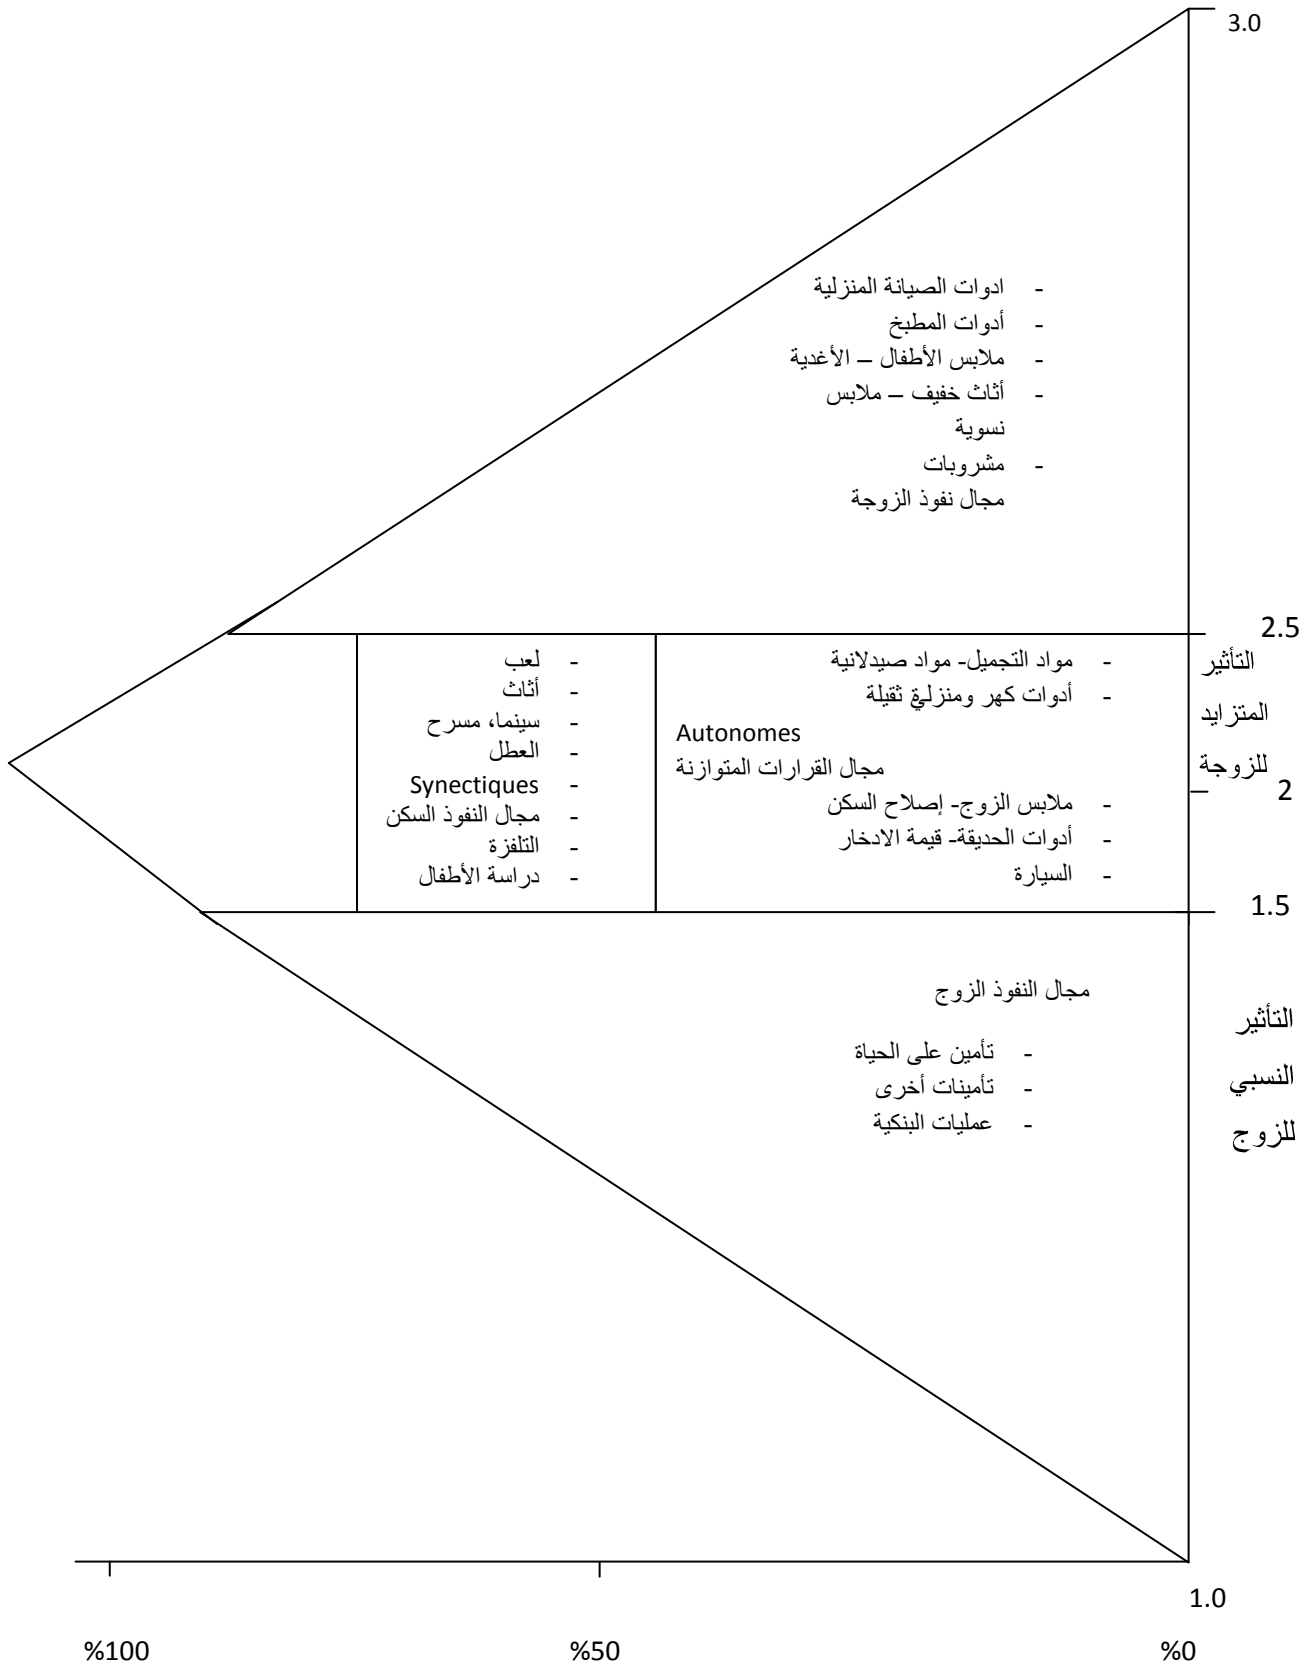 3.0
- ادوات الصيانة المنزلية
- أدوات المطبخ
- ملابس الأطفال – الأغدية
- أثاث خفيف – ملابس
نسوية
- مشروبات
مجال نفوذ الزوجة
2.5
التأثير
المتزايد
للزوجة
2
1.5
- مواد التجميل- مواد صيدلانية
- أدوات كهر ومنزلية ثقيلة
Autonomes
مجال القرارات المتوازنة
- ملابس الزوج- إصلاح السكن
- أدوات الحديقة- قيمة الادخار
- السيارة
- لعب
- أثاث
- سينما، مسرح
- العطل
- Synectiques
- مجال النفوذ السكن
- التلفزة
- دراسة الأطفال
مجال النفوذ الزوج
- تأمين على الحياة
- تأمينات أخرى
- عمليات البنكية
التأثير
النسبي
للزوج
1.0
%0
%50
%100